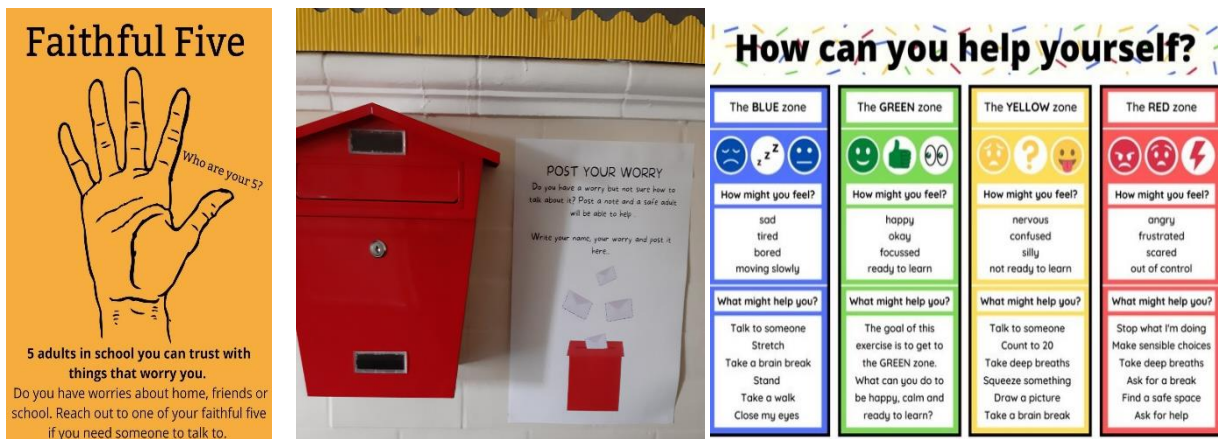 Faithful Five
Who are your 5?
5 adults in school you can trust with
things that worry you.
Do you have worries about home, friends or
school. Reach out to one of your faithful five
if you need someone to talk to.
POST YOUR WORRY
Do you have a worry but not sure how to
talk about it? Post a note and a safe adult
will be able to help.
Write your name, your worry and post it
here.
How can you help yourself?
The BLUE zone
z z Z
How might you feel?
sad
tired
bored
moving slowly
What might help you?
Talk to someone
Stretch
Take a brain break
Stand
Take a walk
Close my eyes
The GREEN zone
How might you feel?
happy
okay
focussed
ready to learn
What might help you?
The goal of this
exercise is to get to
the GREEN zone.
What can you do to
be happy, calm and
ready to learn?
The YELLOW zone
?
How might you feel?
nervous
confused
silly
not ready to learn
What might help you?
Talk to someone
Count to 20
Take deep breaths
Squeeze something
Draw a picture
Take a brain break
The RED zone
How might you feel?
angry
frustrated
scared
out of control
What might help you?
Stop what I'm doing
Make sensible choices
Take deep breaths
Ask for a break
Find a safe space
Ask for help